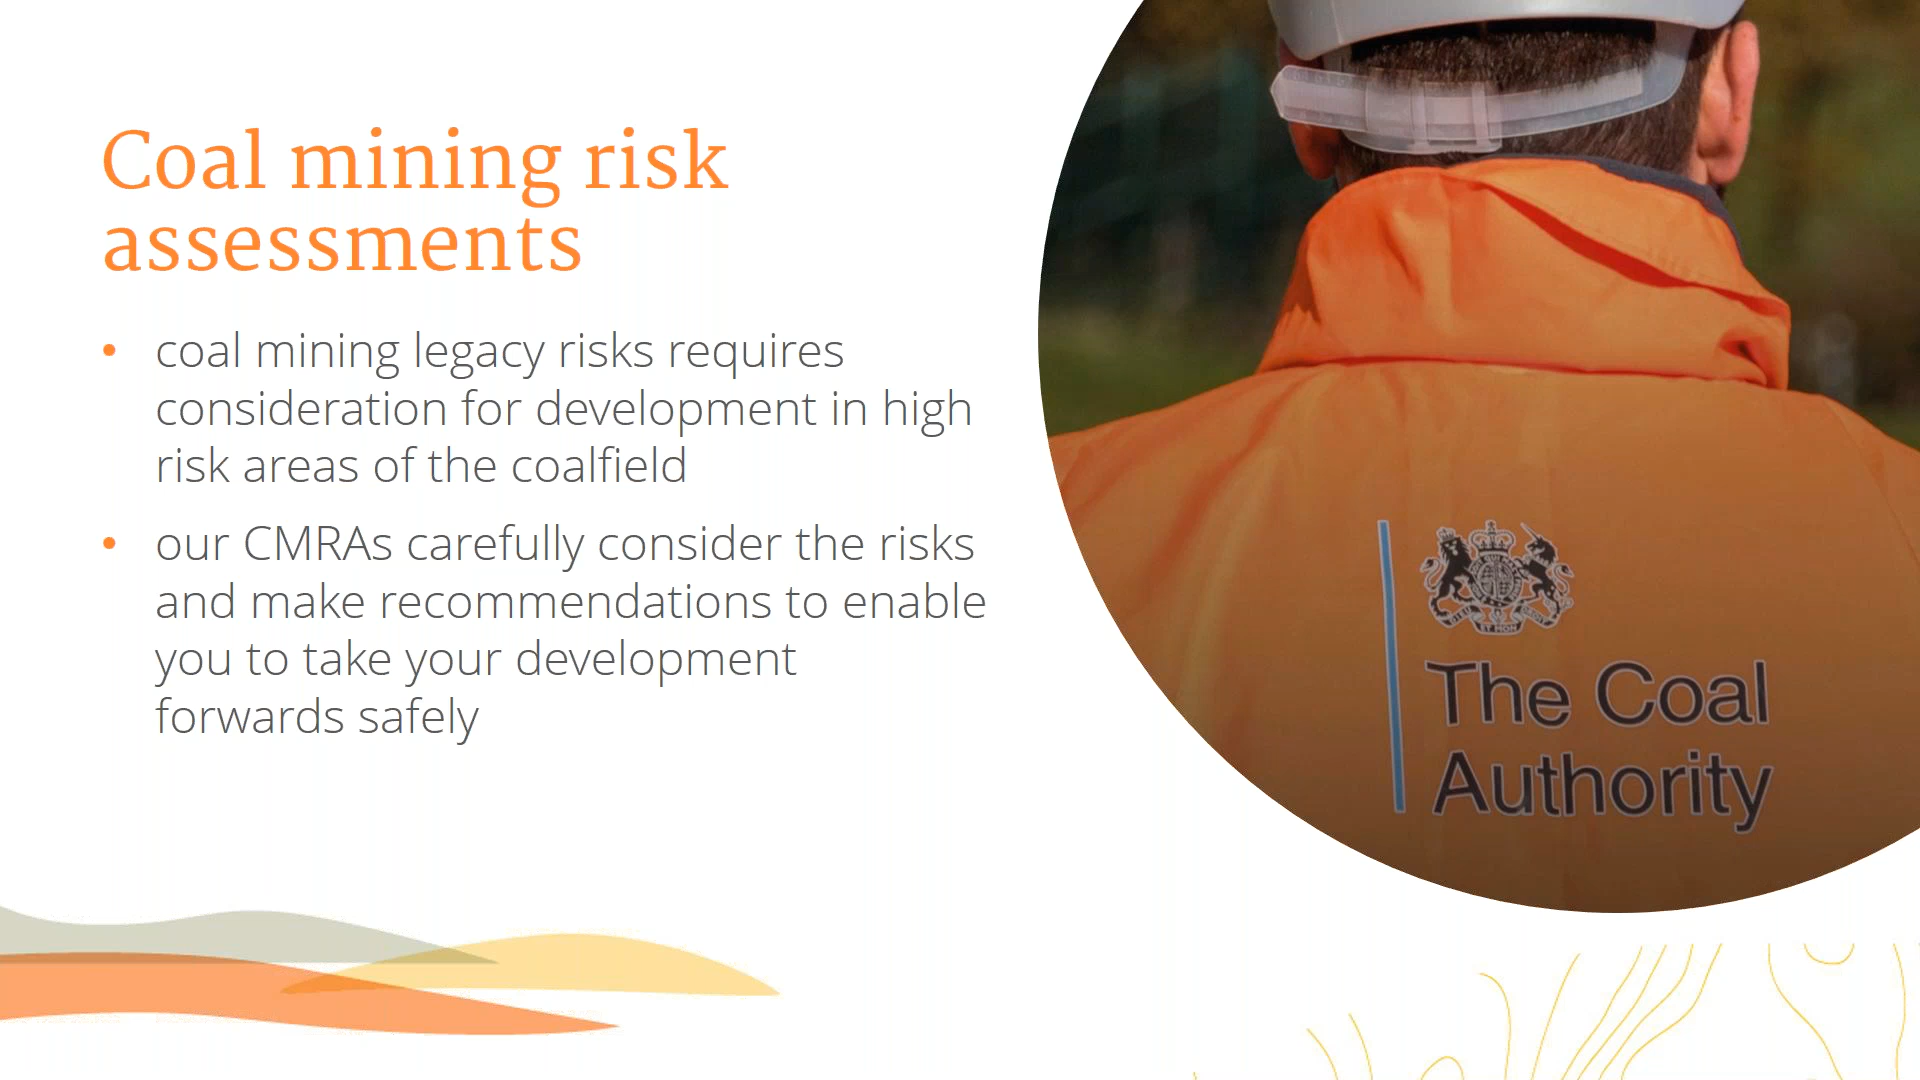 Coal mining risk
assessments
• coal mining legacy risks requires
consideration for development in high
risk areas of the coalfield
• our CMRAs carefully consider the risks
and make recommendations to enable
you to take your development
forwards safely
The Coal
Authority